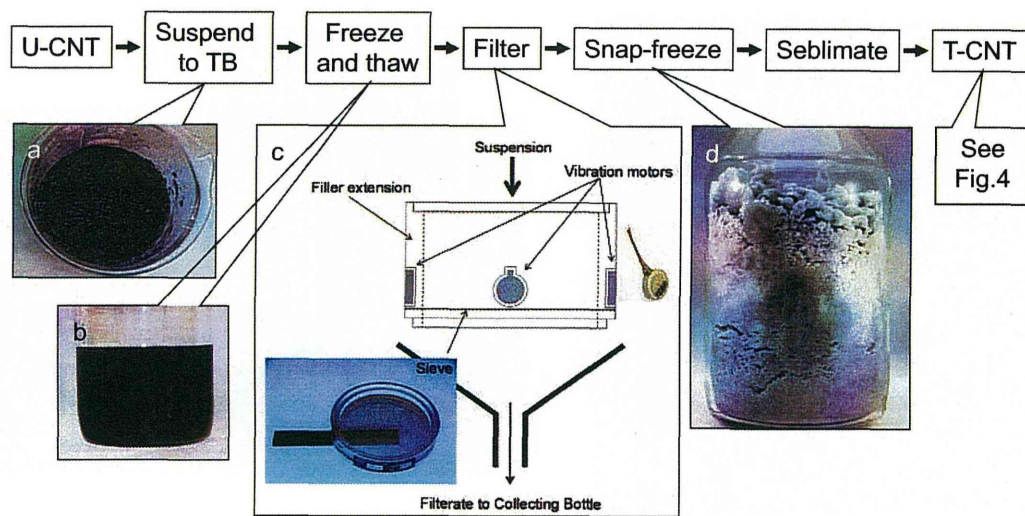 U-CNT
Suspend
to TB
Freeze
and thaw
Filter
Snap-freeze
Seblimate
T-CNT
a
b
c
Suspension
Vibration motors
Filler extension
Sieve
Filterate to Collecting Bottle
d
See
Fig.4